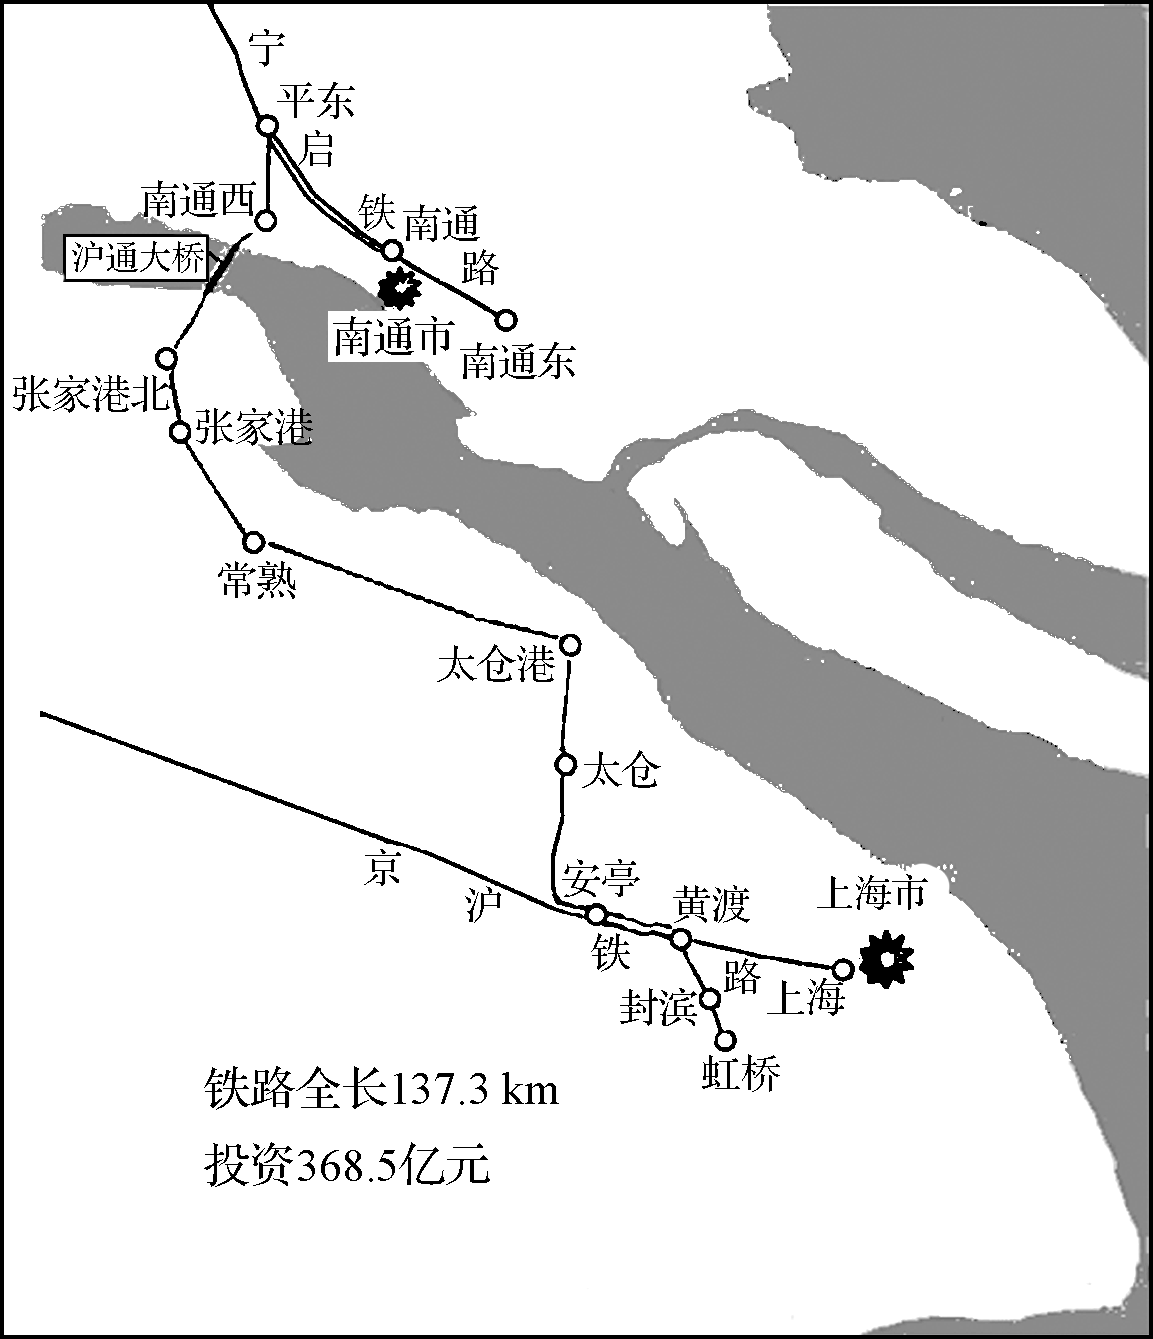 宁
平东
启
南通西
铁
南通
沪通大桥
路
南通市
南通东
张家港北
张家港
常熟
太仓港
太仓
京
安亭
沪
黄渡
上海市
铁
路
封滨
上海
虹桥
铁路全长137.3 km
投资368.5亿元